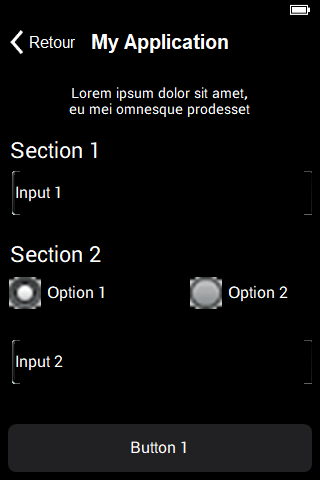 Retour My Application
Lorem ipsum dolor sit amet,
eu mei omnesque prodesset
Section 1
Input 1
Section 2
Option 1 Option 2
Input 2
Button 1